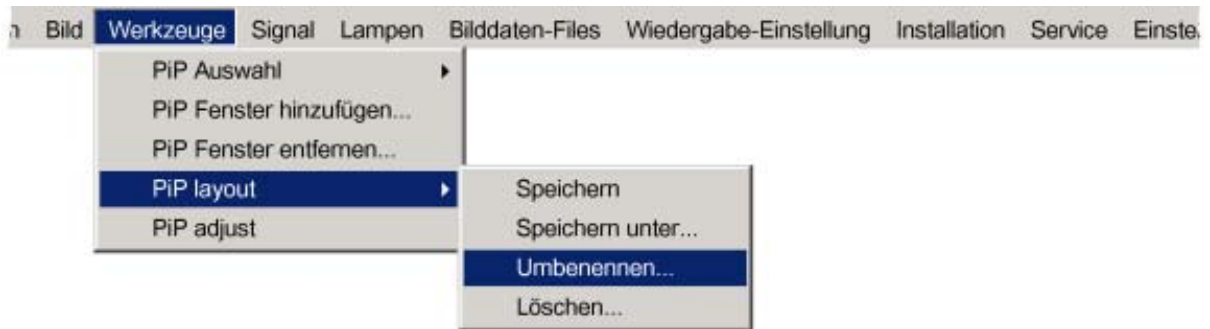 Bild Werkzeuge Signal Lampen Bilddaten-Files Wiedergabe-Einstellung Installation Service
PiP Auswahl
PiP Fenster hinzufügen...
PiP Fenster entfernen...
PiP layout
Speichern
PiP adjust
Speichern unter...
Umbenennen...
Löschen...